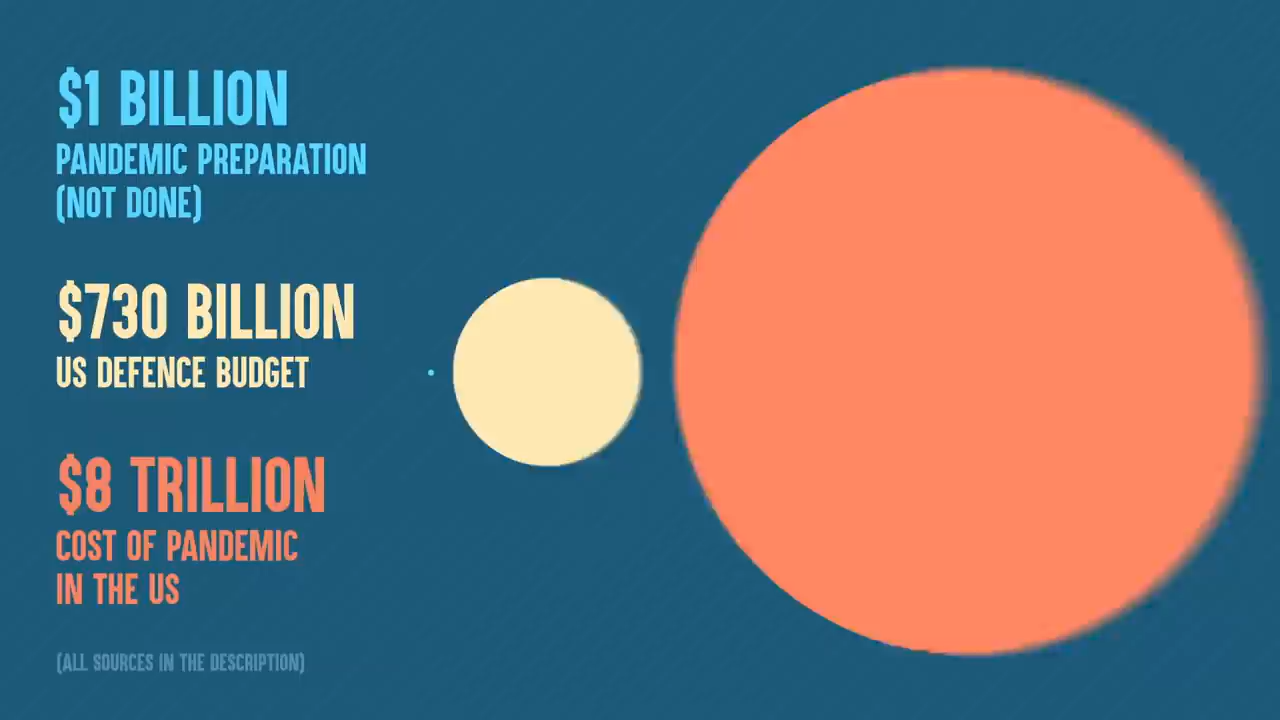 $1 BILLION
PANDEMIC PREPARATION
(NOT DONE)
$730 BILLION
US DEFENCE BUDGET
$8 TRILLION
COST OF PANDEMIC
IN THE US
(ALL SOURCES IN THE DESCRIPTION)